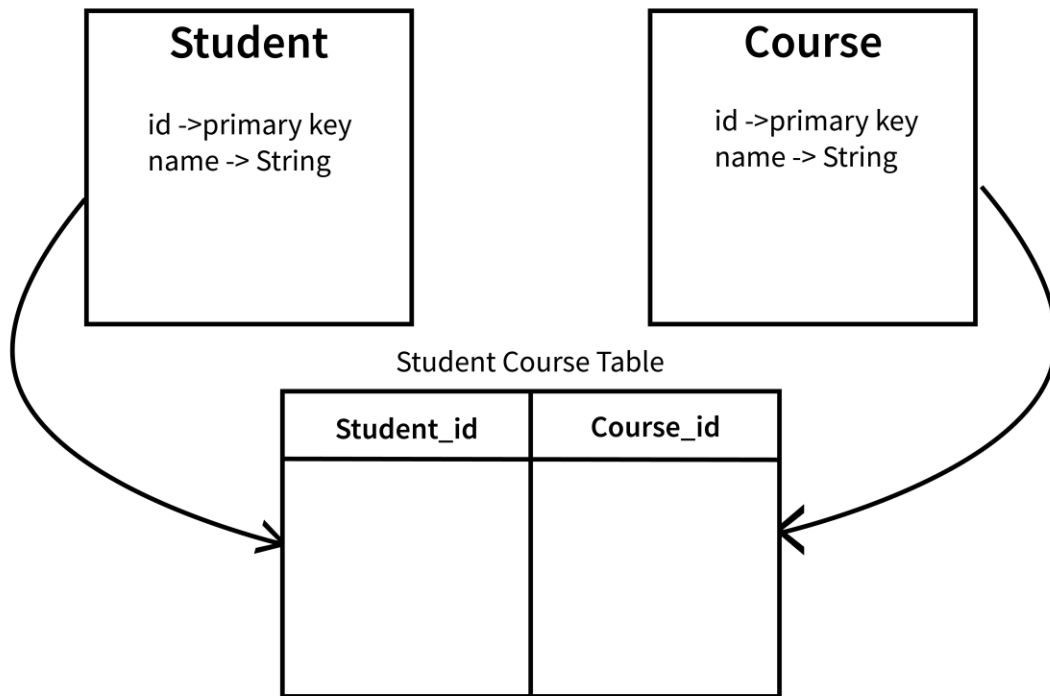 Student
id ->primary key
name -> String
Course
id ->primary key
name -> String
Student Course Table
Student_id
Course_id